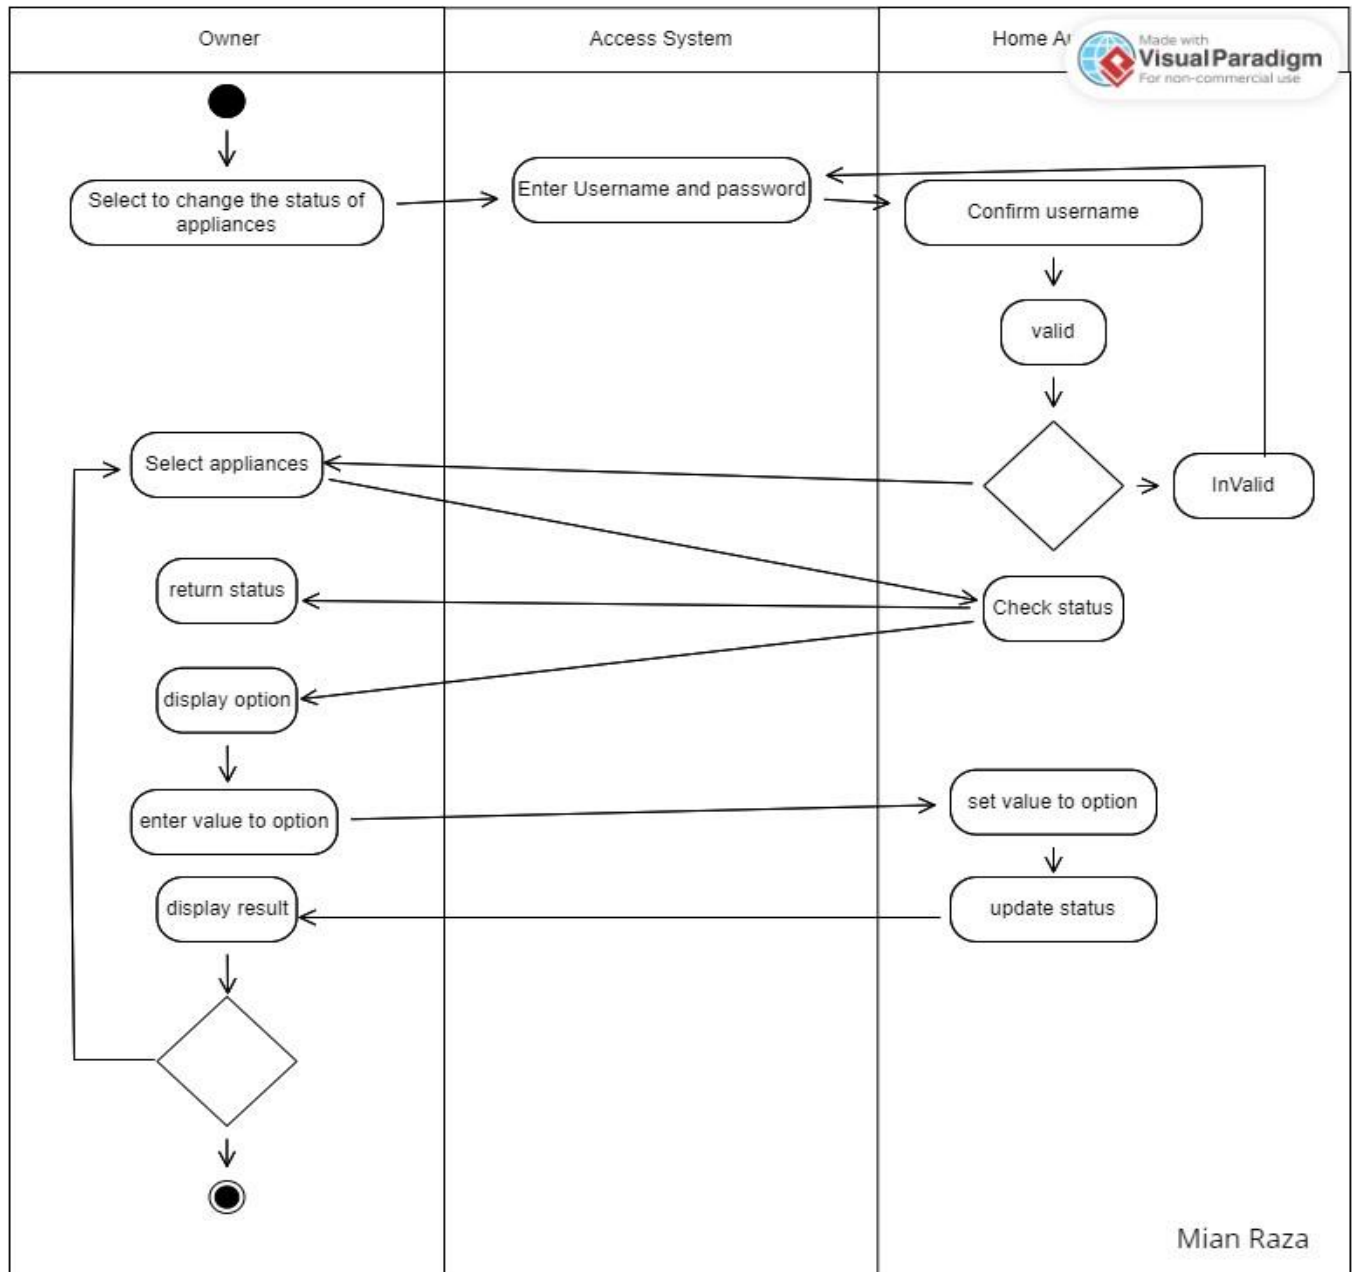 Owner
Access System
Home
Made with
Visual Paradigm
For non-commercial use
Select to change the status of
appliances
Enter Username and password
Confirm username
valid
Select appliances
InValid
return status
Check status
display option
enter value to option
set value to option
display result
update status
Mian Raza